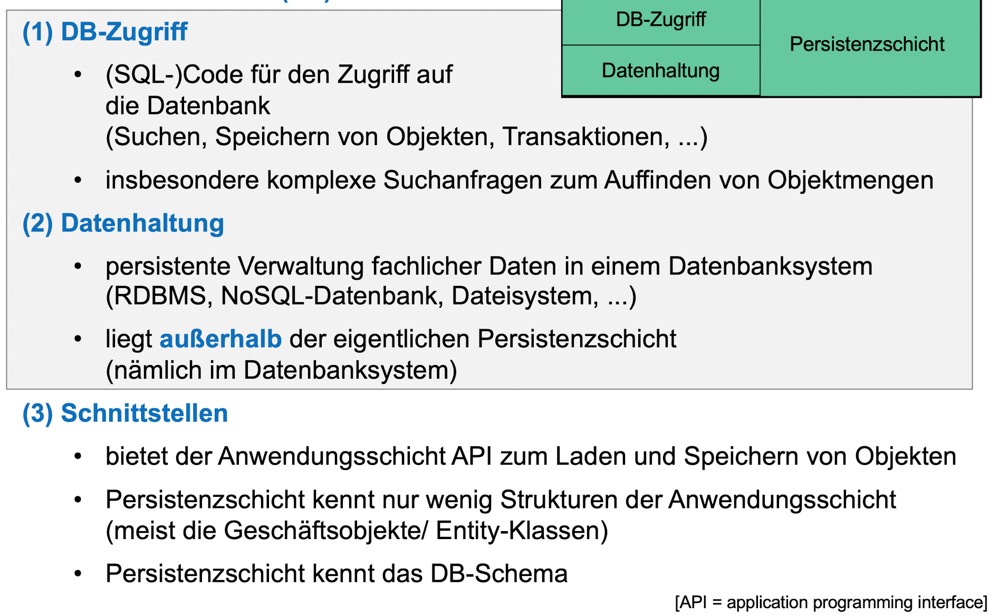 (1) DB-Zugriff
• (SQL-)Code für den Zugriff auf
die Datenbank
(Suchen, Speichern von Objekten, Transaktionen, ...)
• insbesondere komplexe Suchanfragen zum Auffinden von Objektmengen
DB-Zugriff
Datenhaltung
Persistenzschicht
(2) Datenhaltung
• persistente Verwaltung fachlicher Daten in einem Datenbanksystem
(RDBMS, NoSQL-Datenbank, Dateisystem, ...)
• liegt außerhalb der eigentlichen Persistenzschicht
(nämlich im Datenbanksystem)
(3) Schnittstellen
• bietet der Anwendungsschicht API zum Laden und Speichern von Objekten
• Persistenzschicht kennt nur wenig Strukturen der Anwendungsschicht
(meist die Geschäftsobjekte/ Entity-Klassen)
• Persistenzschicht kennt das DB-Schema
[API = application programming interface]